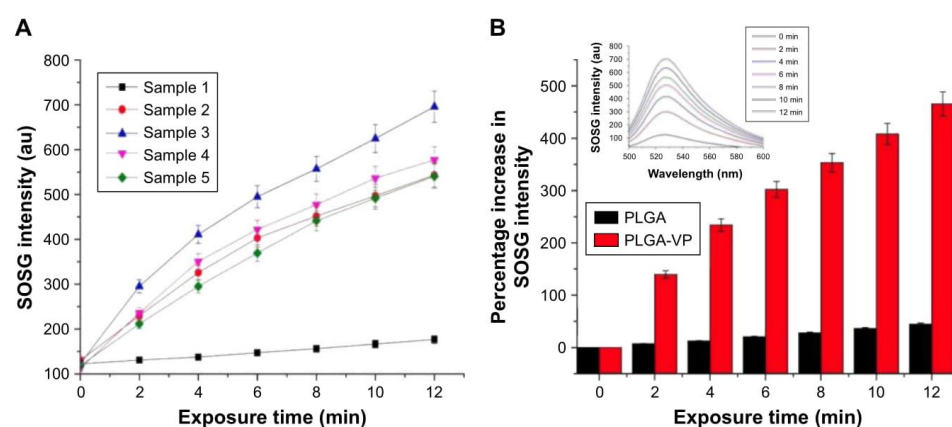 A
SOSG intensity (au)
800
700
600
500
400
300
200
100
0 2 4 6 8 10 12
Exposure time (min)
Sample 1
Sample 2
Sample 3
Sample 4
Sample 5
B
Percentage increase in
SOSG intensity
500
400
300
200
100
0
0 2 4 6 8 10 12
Exposure time (min)
PLGA
PLGA-VP
SOSG intensity (au)
800
700
600
500
400
300
200
100
500 520 540 560 580 600
Wavelength (nm)
0 min
2 min
4 min
6 min
8 min
10 min
12 min